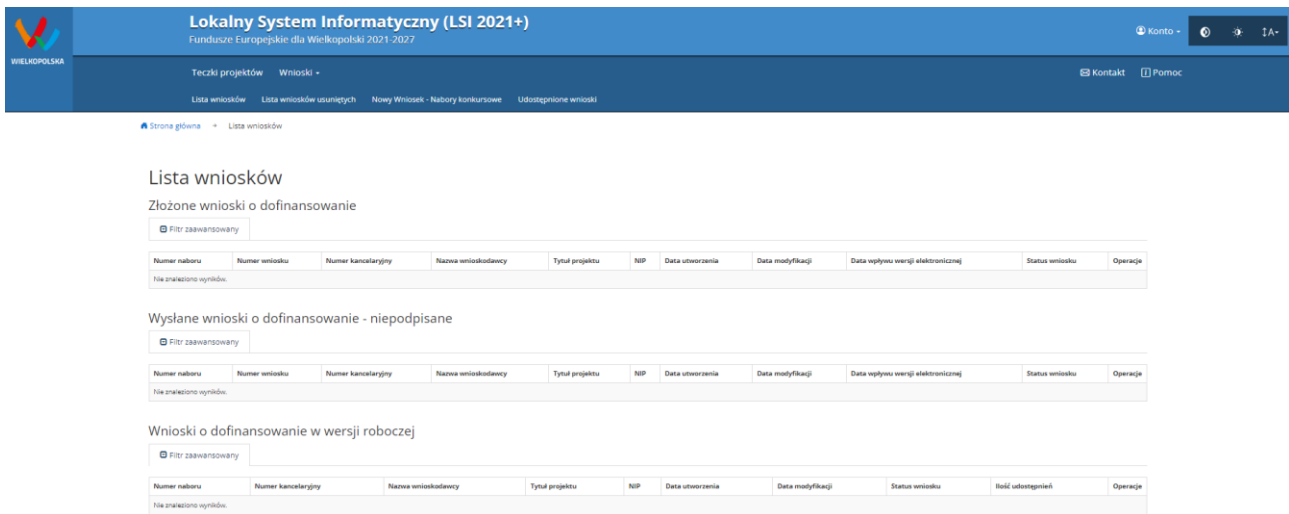 Lokalny System Informatyczny (LSI 2021+)
Fundusze Europejskie dla Wielkopolski 2021-2027
Konto
A
WIELKOPOLSKA
Teczki projektów Wnioski
Kontakt Pomoc
Lista wniosków Lista wniosków usuniętych Nowy Wniosek - Nabory konkursowe Udostępnione wnioski
Strona główna Lista wniosków
Lista wniosków
Złożone wnioski o dofinansowanie
Filtr zaawansowany
Numer naboru Numer wniosku Numer kancelaryjny Nazwa wnioskodawcy Tytuł projektu NIP Data utworzenia Data modyfikacji Data wpływu wersji elektronicznej Status wniosku Operacje
Nie znaleziono wyników.
Wysłane wnioski o dofinansowanie - niepodpisane
Filtr zaawansowany
Numer naboru Numer wniosku Numer kancelaryjny Nazwa wnioskodawcy Tytuł projektu NIP Data utworzenia Data modyfikacji Data wpływu wersji elektronicznej Status wniosku Operacje
Nie znaleziono wyników.
Wnioski o dofinansowanie w wersji roboczej
Filtr zaawansowany
Numer naboru Numer kancelaryjny Nazwa wnioskodawcy Tytuł projektu NIP Data utworzenia Data modyfikacji Status wniosku Ilość udostępnień Operacje
Nie znaleziono wyników.